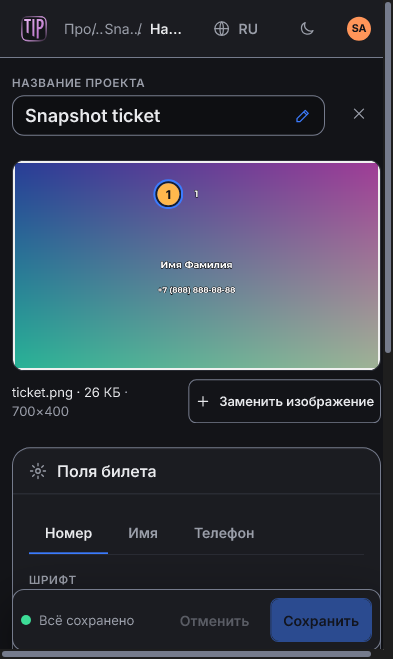 TIP Про/..Sna../ На... RU SA
НАЗВАНИЕ ПРОЕКТА
Snapshot ticket
1 1
Имя Фамилия
+7 (888) 888-88-88
ticket.png · 26 КБ ·
700×400
Заменить изображение
Поля билета
Номер Имя Телефон
ШРИФТ
Всё сохранено Отменить Сохранить